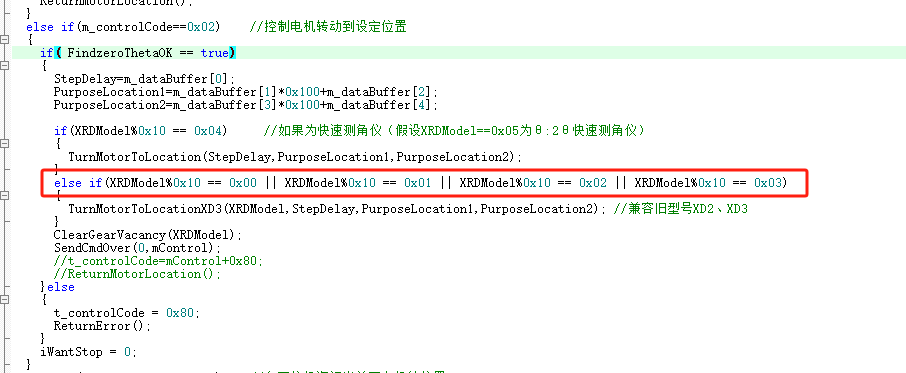 ReturnMotorLocation();
}
else if(m_controlCode==0x02)    //控制电机转动到设定位置
{
if( FindzeroThetaOK == true)
{
StepDelay=m_dataBuffer[0];
PurposeLocation1=m_dataBuffer[1]*0x100+m_dataBuffer[2];
PurposeLocation2=m_dataBuffer[3]*0x100+m_dataBuffer[4];
if(XRDModel%0x10 == 0x04)    //如果为快速测角仪（假设XRDModel==0x05为θ:2θ快速测角仪）
{
TurnMotorToLocation(StepDelay,PurposeLocation1,PurposeLocation2);
}
else if(XRDModel%0x10 == 0x00 || XRDModel%0x10 == 0x01 || XRDModel%0x10 == 0x02 || XRDModel%0x10 == 0x03)
{
TurnMotorToLocationXD3(XRDModel,StepDelay,PurposeLocation1,PurposeLocation2); //兼容旧型号XD2、XD3
}
ClearGearVacancy(XRDModel);
SendCmdOver(0,mControl);
//t_controlCode=mControl+0x80;
//ReturnMotorLocation();
}else
{
t_controlCode = 0x80;
ReturnError();
}
iWantStop = 0;
}